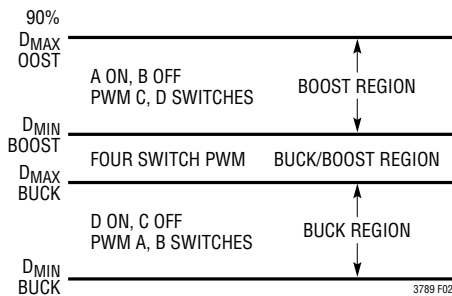 90%
DMAX
OOST
A ON, B OFF
PWM C, D SWITCHES
BOOST REGION
DMIN
BOOST
FOUR SWITCH PWM
BUCK/BOOST REGION
DMAX
BUCK
D ON, C OFF
PWM A, B SWITCHES
BUCK REGION
DMIN
BUCK
3789 F02